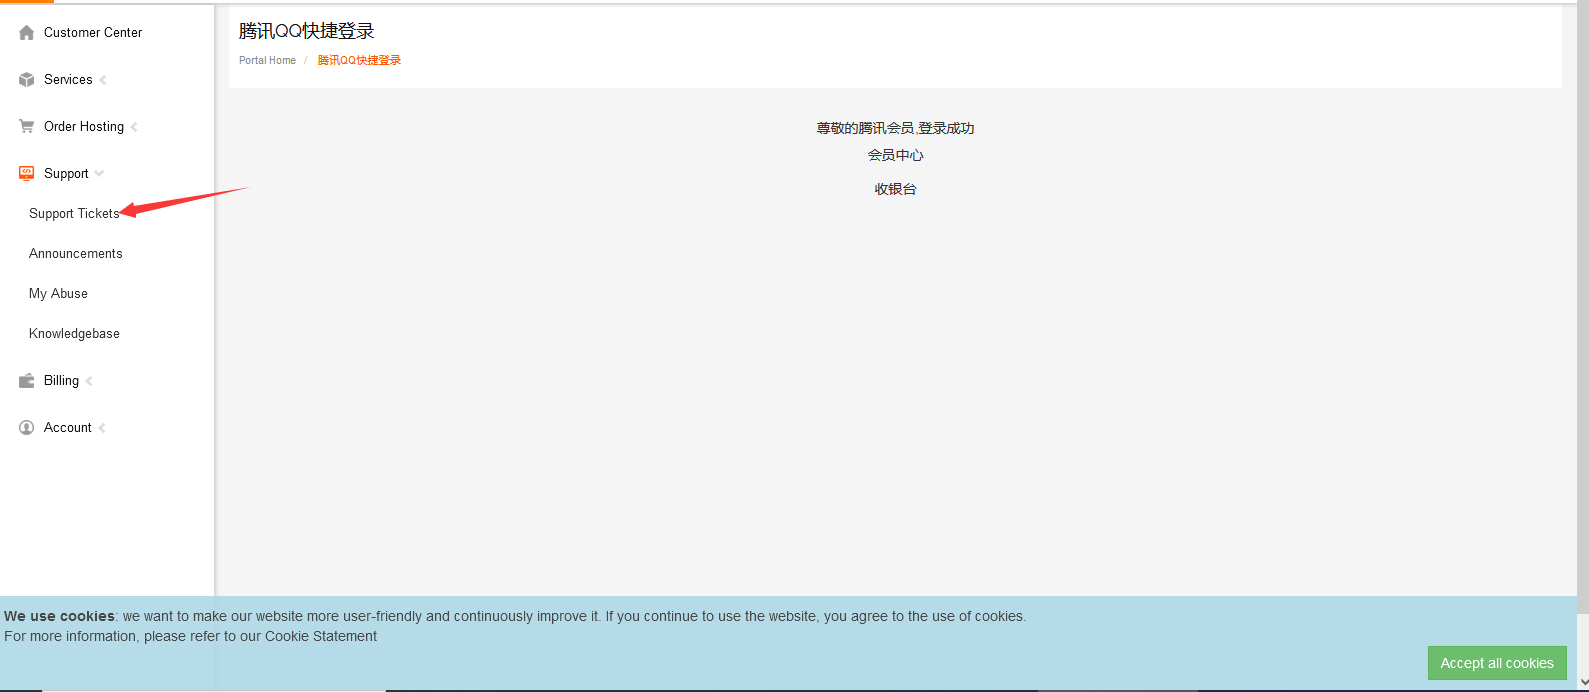 Customer Center
Services
Order Hosting
Support
Support Tickets
Announcements
My Abuse
Knowledgebase
Billing
Account
腾讯QQ快捷登录
Portal Home / 腾讯QQ快捷登录
尊敬的腾讯会员,登录成功
会员中心
收银台
We use cookies: we want to make our website more user-friendly and continuously improve it. If you continue to use the website, you agree to the use of cookies.
For more information, please refer to our Cookie Statement
Accept all cookies